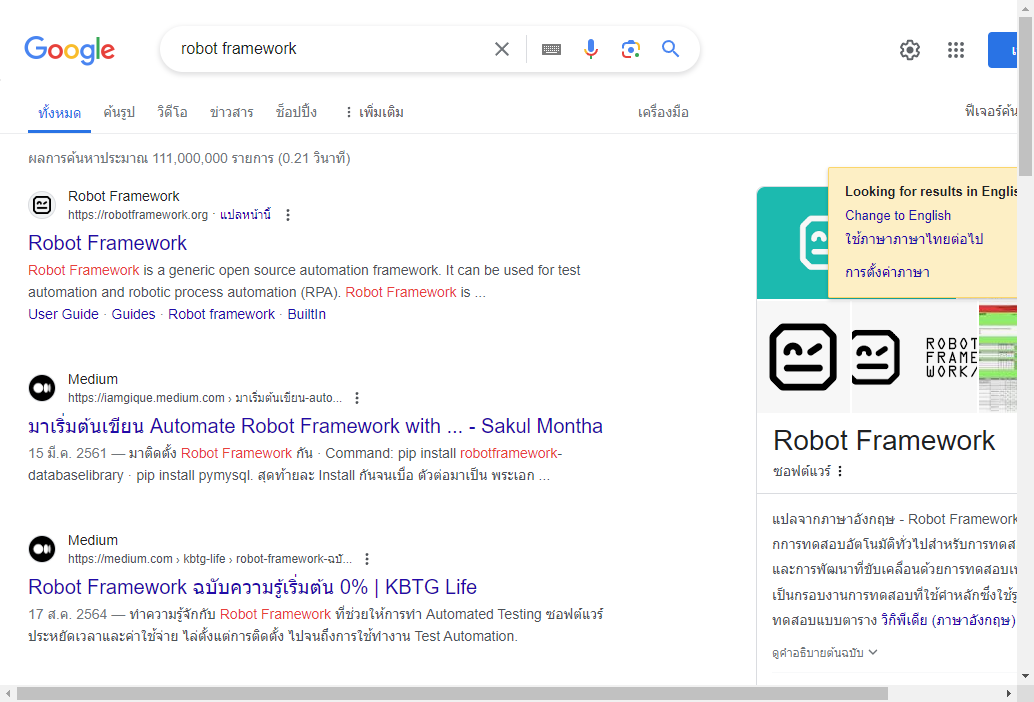 Google
robot framework
ทั้งหมด ค้นรูป วิดีโอ ข่าวสาร ช็อปปิ้ง เพิ่มเติม เครื่องมือ ฟีเจอร์ค้น
ผลการค้นหาประมาณ 111,000,000 รายการ (0.21 วินาที)
Robot Framework
https://robotframework.org · แปลหน้านี้
Robot Framework
Robot Framework is a generic open source automation framework. It can be used for test
automation and robotic process automation (RPA). Robot Framework is ...
User Guide · Guides · Robot framework · BuiltIn
Medium
https://iamgique.medium.com › มาเริ่มต้นเขียน-auto...
มาเริ่มต้นเขียน Automate Robot Framework with ... - Sakul Montha
15 มี.ค. 2561 — มาติดตั้ง Robot Framework กัน · Command: pip install robotframework-
databaselibrary · pip install pymysql. สุดท้ายละ Install กันจนเบื่อ ตัวต่อมาเป็น พระเอก ...
Medium
https://medium.com › kbtg-life › robot-framework-ฉบั...
Robot Framework ฉบับความรู้เริ่มต้น 0% | KBTG Life
17 ส.ค. 2564 — ทำความรู้จักกับ Robot Framework ที่ช่วยให้การทำ Automated Testing ซอฟต์แวร์
ประหยัดเวลาและค่าใช้จ่าย ไล่ตั้งแต่การติดตั้ง ไปจนถึงการใช้ทำงาน Test Automation.
Looking for results in Englis
Change to English
ใช้ภาษาภาษาไทยต่อไป
การตั้งค่าภาษา
ROBOT
FRAME
WORK/
Robot Framework
ซอฟต์แวร์
แปลจากภาษาอังกฤษ - Robot Framework
กการทดสอบอัตโนมัติทั่วไปสำหรับการทดส
และการพัฒนาที่ขับเคลื่อนด้วยการทดสอบเ
เป็นกรอบงานการทดสอบที่ใช้คำหลักซึ่งใช้รู
ทดสอบแบบตาราง วิกิพีเดีย (ภาษาอังกฤษ)
ดูคำอธิบายต้นฉบับ